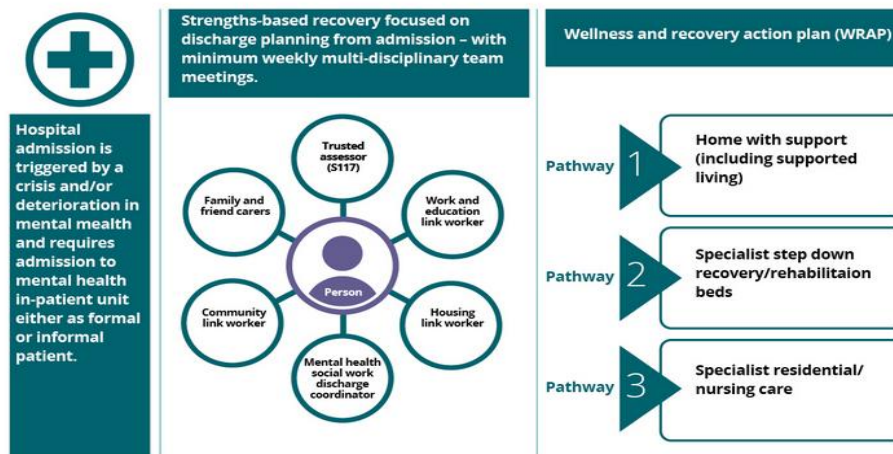 Hospital
admission is
triggered by a
crisis and/or
deterioration in
mental mealth
and requires
admission to
mental health
in-patient unit
either as formal
or informal
patient.
Strengths-based recovery focused on
discharge planning from admission – with
minimum weekly multi-disciplinary team
meetings.
Trusted
assessor
(S117)
Family and
friend carers
Work and
education
link worker
Person
Community
link worker
Housing
link worker
Mental health
social work
discharge
coordinator
Wellness and recovery action plan (WRAP)
Pathway 1
Home with support
(including supported
living)
Pathway 2
Specialist step down
recovery/rehabilitaion
beds
Pathway 3
Specialist residential/
nursing care